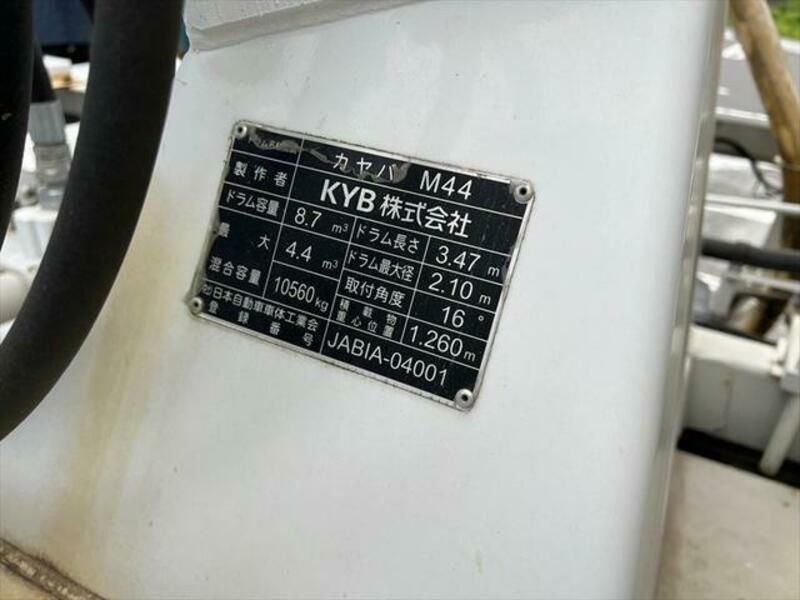 カヤバ M44
製作者 KYB株式会社
ドラム容量 8.7 m³ ドラム長さ 3.47 m
最大 4.4 m³ ドラム最大径 2.10 m
混合容量 10560 kg 取付角度 16°
積載物重心位置 1.260 m
(社)日本自動車車体工業会
登録番号 JABIA-04001